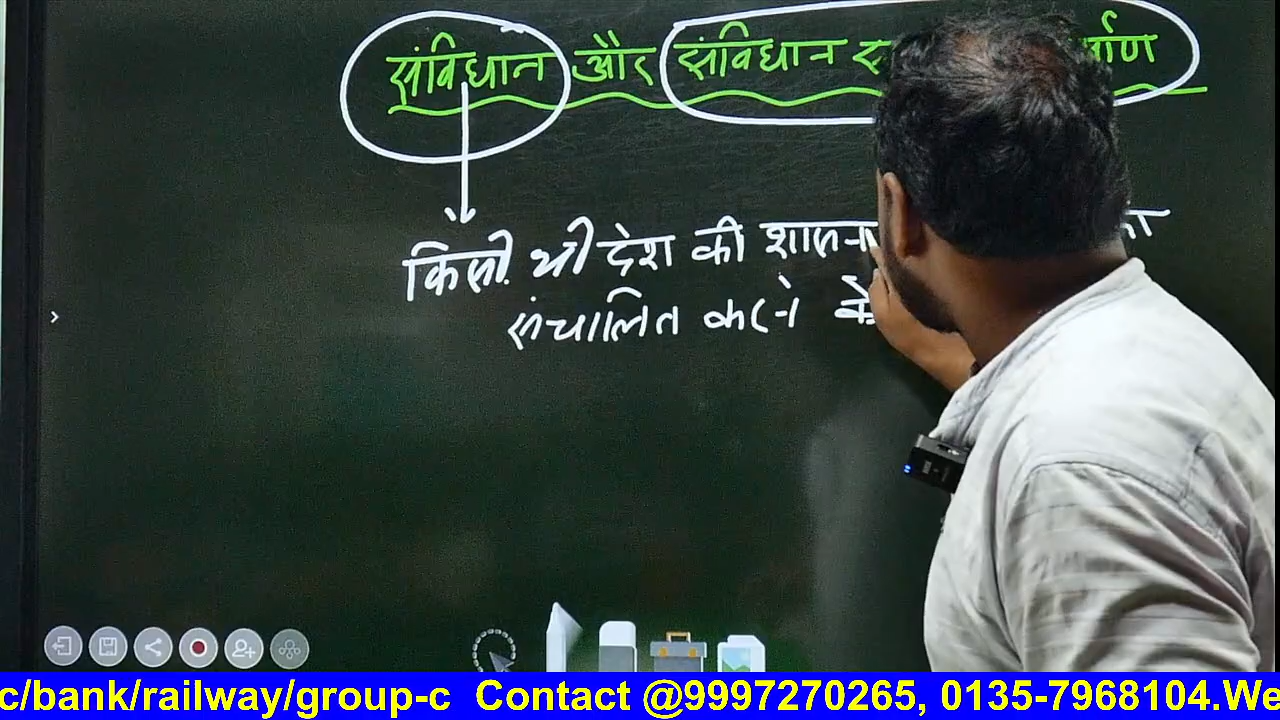 संविधान और संविधान
किसी भी देश की शासन
संचालित करने के
c/bank/railway/group-c Contact @9997270265, 0135-7968104.We